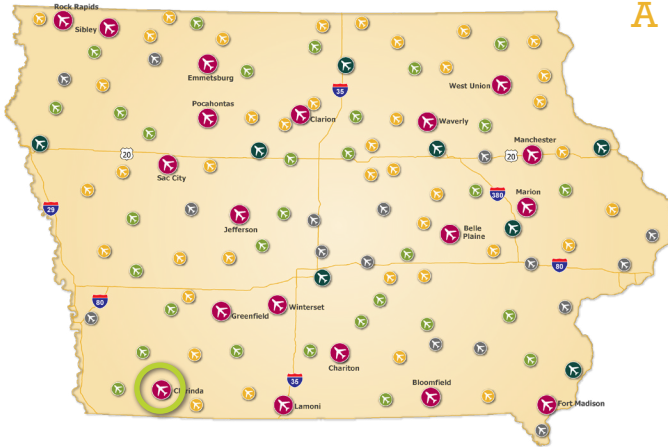 A
Rock Rapids
Sibley
Emmetsburg
West Union
35
Pocahontas
Clarion
Waverly
20
Manchester
20
Sac City
380
Marion
29
Jefferson
Belle
Plaine
80
80
Greenfield
Winterset
Chariton
35
Clarinda
Lamoni
Bloomfield
Fort Madison